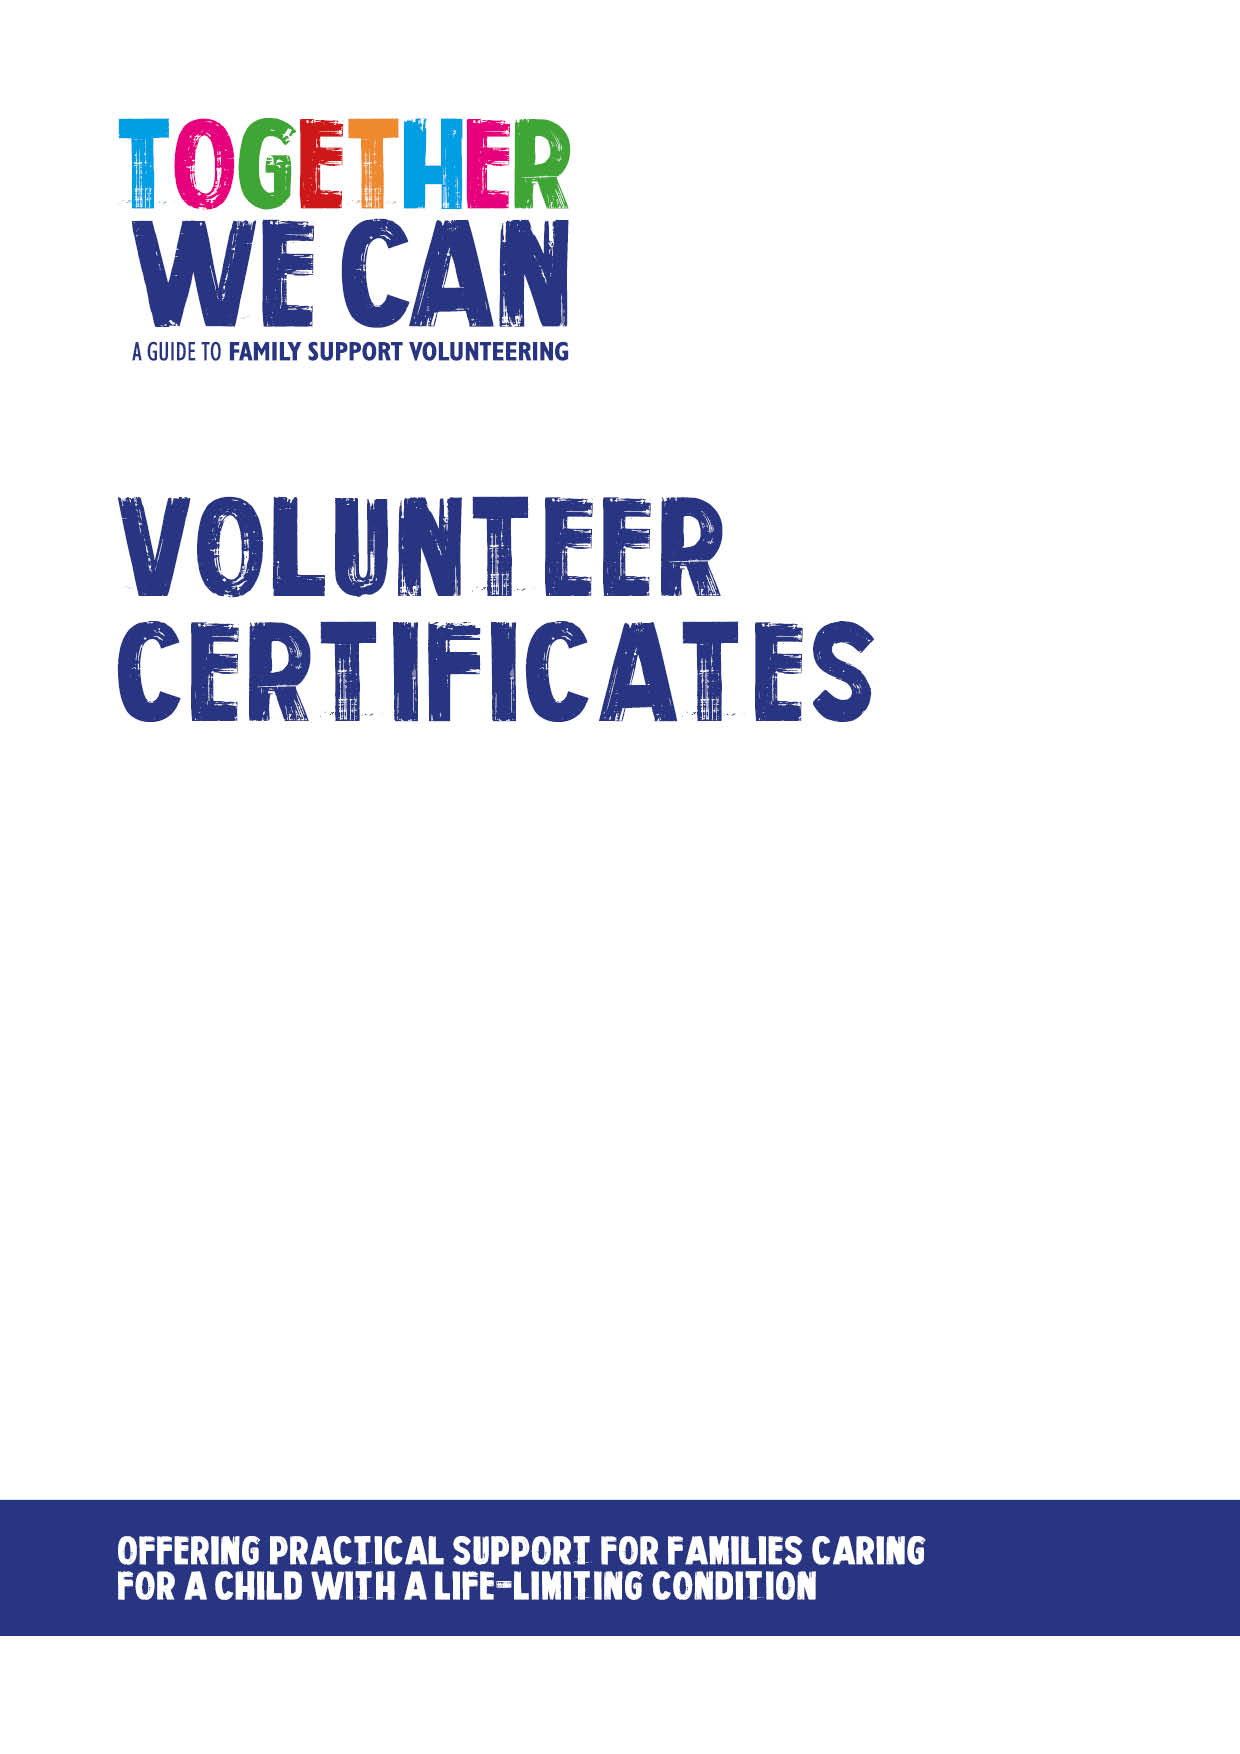 TOGETHER
WE CAN
A GUIDE TO FAMILY SUPPORT VOLUNTEERING
VOLUNTEER
CERTIFICATES
OFFERING PRACTICAL SUPPORT FOR FAMILIES CARING
FOR A CHILD WITH A LIFE-LIMITING CONDITION